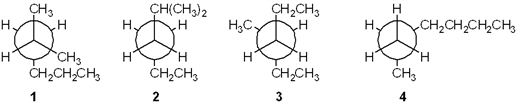 CH₃
H H
H CH₃
CH₂CH₂CH₃
1
CH(CH₃)₂
H H
H H
CH₂CH₃
2
CH₂CH₃
H₃C H
H H
CH₂CH₃
3
H
H CH₂CH₂CH₂CH₃
H H
CH₃
4